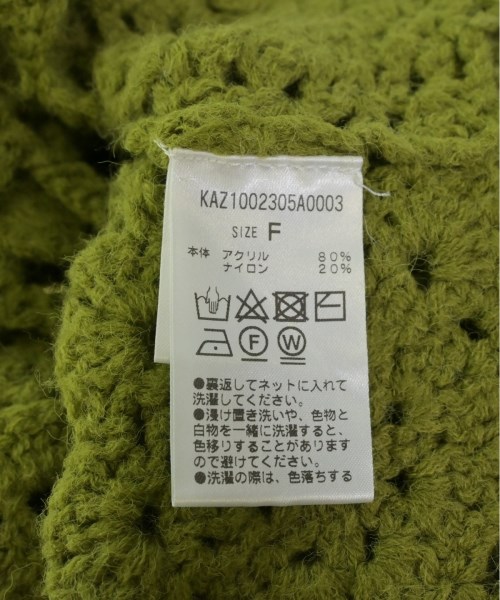 KAZ1002305A0003
SIZE F
本体 アクリル 80%
ナイロン 20%
F W
●裏返してネットに入れて
洗濯してください。
●浸け置き洗いや、色物と
白物を一緒に洗濯すると、
色移りすることがあります
ので避けてください。
●洗濯の際は、色落ちする